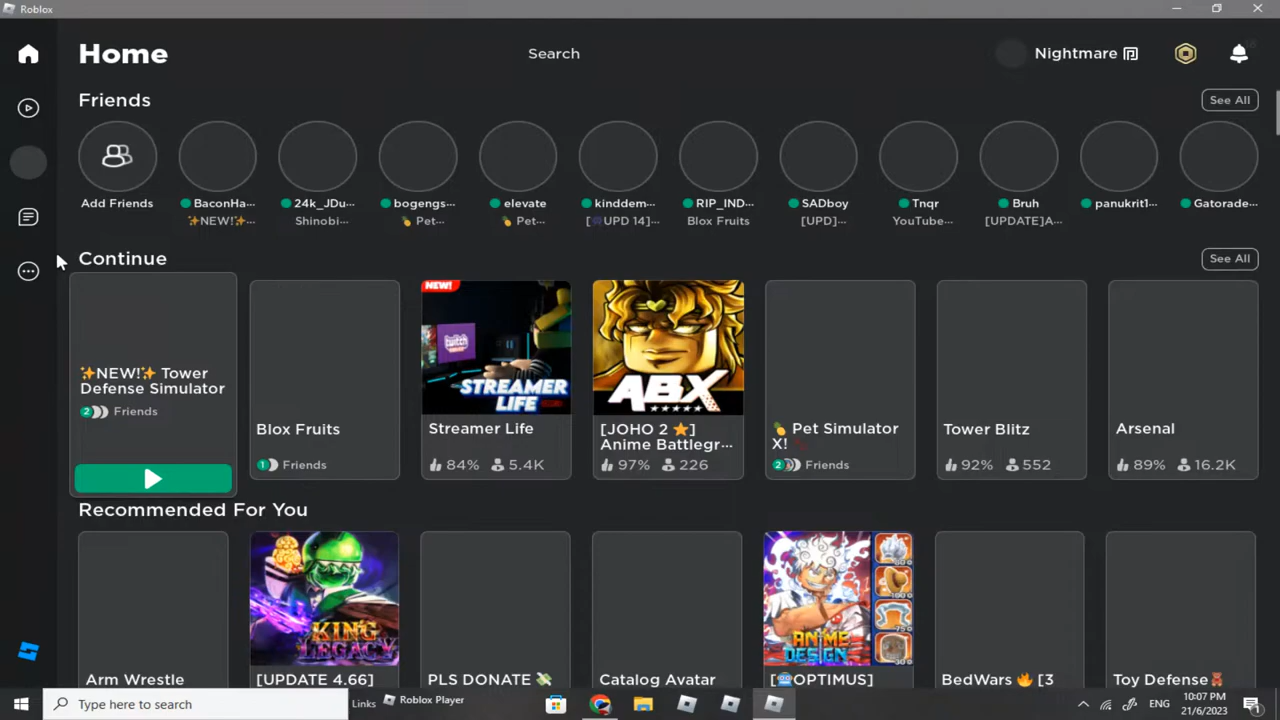 Roblox
Home
Search
Nightmare
Friends
See All
Add Friends
BaconHa...
24k_JDu...
bogengs...
elevate
kinddem...
RIP_IND...
SADboy
Tnqr
Bruh
panukrit1...
Gatorade...
✨NEW!✨...
Shinobi...
🍍 Pet...
🍍 Pet...
[👾UPD 14]...
Blox Fruits
[UPD]...
YouTube...
[UPDATE]A...
Continue
See All
✨NEW!✨ Tower
Defense Simulator
2 Friends
Blox Fruits
1 Friends
NEW!
twitch
STREAMER
LIFE
Streamer Life
84% 5.4K
ABX
[JOHO 2 ⭐]
Anime Battlegr...
97% 226
🍍 Pet Simulator
X!
2 Friends
Tower Blitz
92% 552
Arsenal
89% 16.2K
Recommended For You
Arm Wrestle
KING
LEGACY
[UPDATE 4.66]
PLS DONATE 💸
Catalog Avatar
ANIME
DESIGN
[🤖OPTIMUS]
BedWars 🔥 [3
Toy Defense🧸
Type here to search
Links
Roblox Player
ENG
10:07 PM
21/6/2023
1